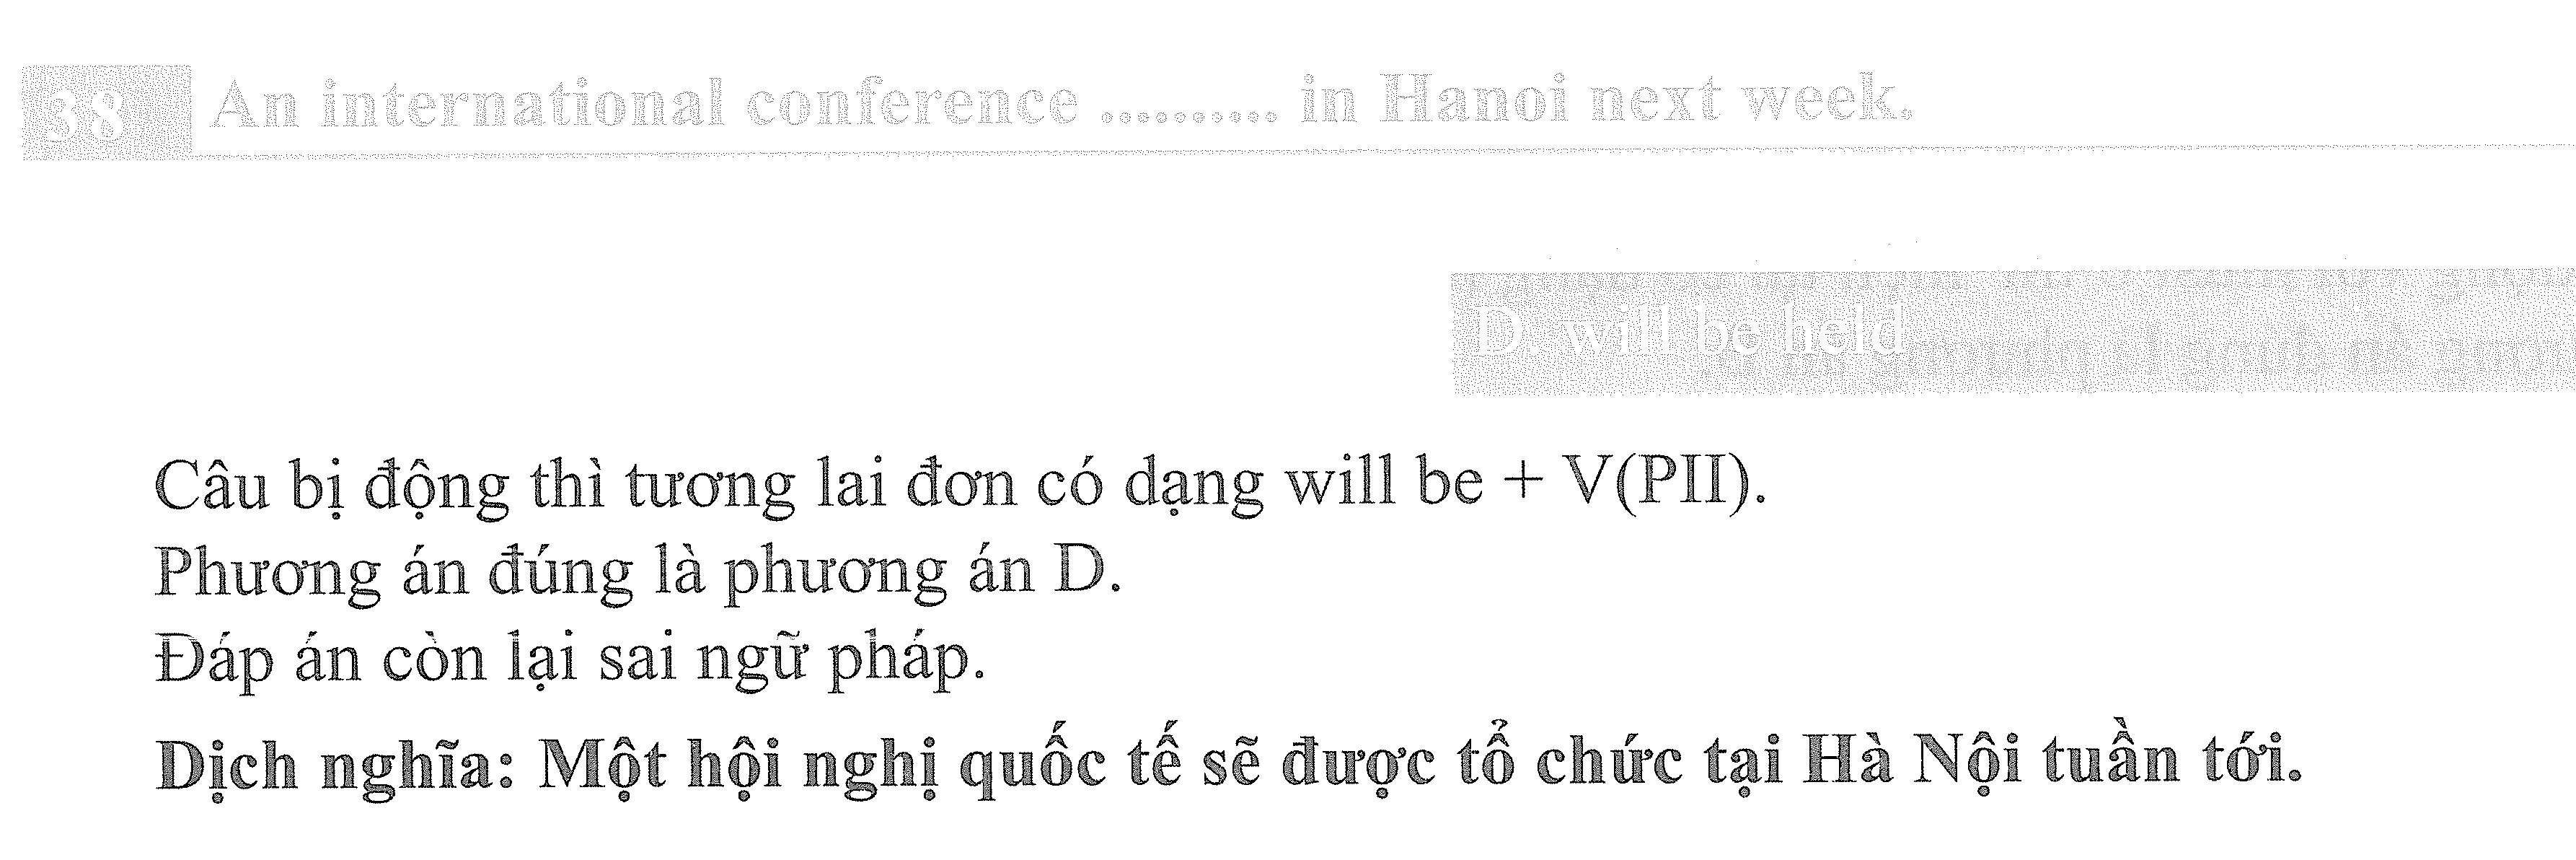 38 An international conference .......... in Hanoi next week.
D. will be held
Câu bị động thì tương lai đơn có dạng will be + V(PII).
Phương án đúng là phương án D.
Đáp án còn lại sai ngữ pháp.
Dịch nghĩa: Một hội nghị quốc tế sẽ được tổ chức tại Hà Nội tuần tới.